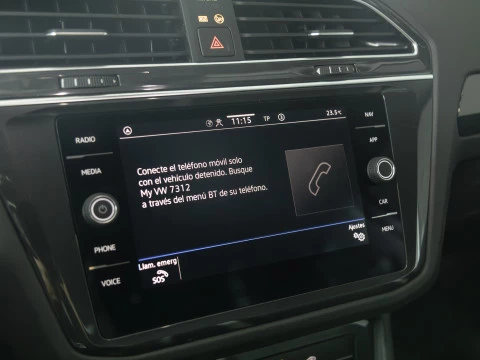 RADIO
MEDIA
PHONE
VOICE
11:15
TP
23.5°C
Conecte el teléfono móvil solo
con el vehículo detenido. Busque
My VW 7312
a través del menú BT de su teléfono.
Ajustes
Llam. emerg
SOS
NAV
APP
CAR
MENU